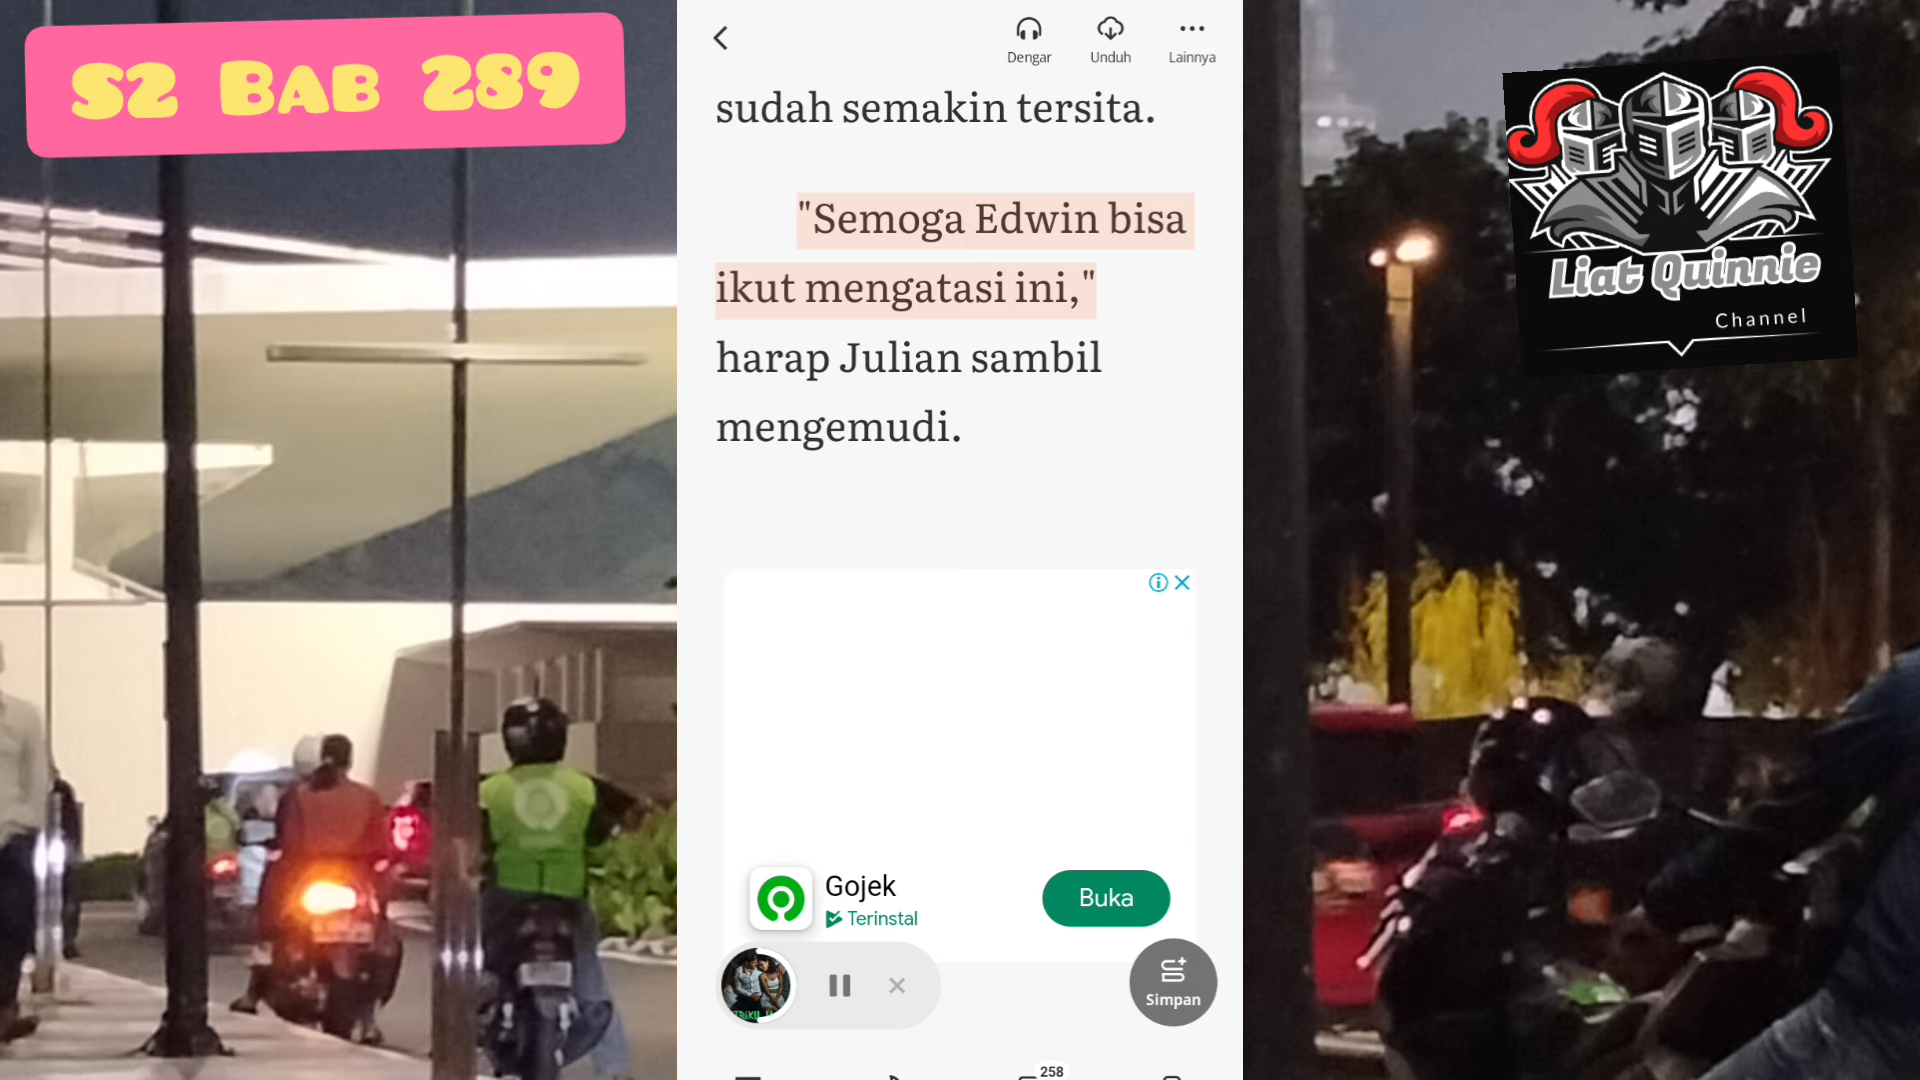 S2 BAB 289
Dengar
Unduh
Lainnya
sudah semakin tersita.
"Semoga Edwin bisa
ikut mengatasi ini,"
harap Julian sambil
mengemudi.
Gojek
Terinstal
Buka
Simpan
258
Liat Quinnie
Channel